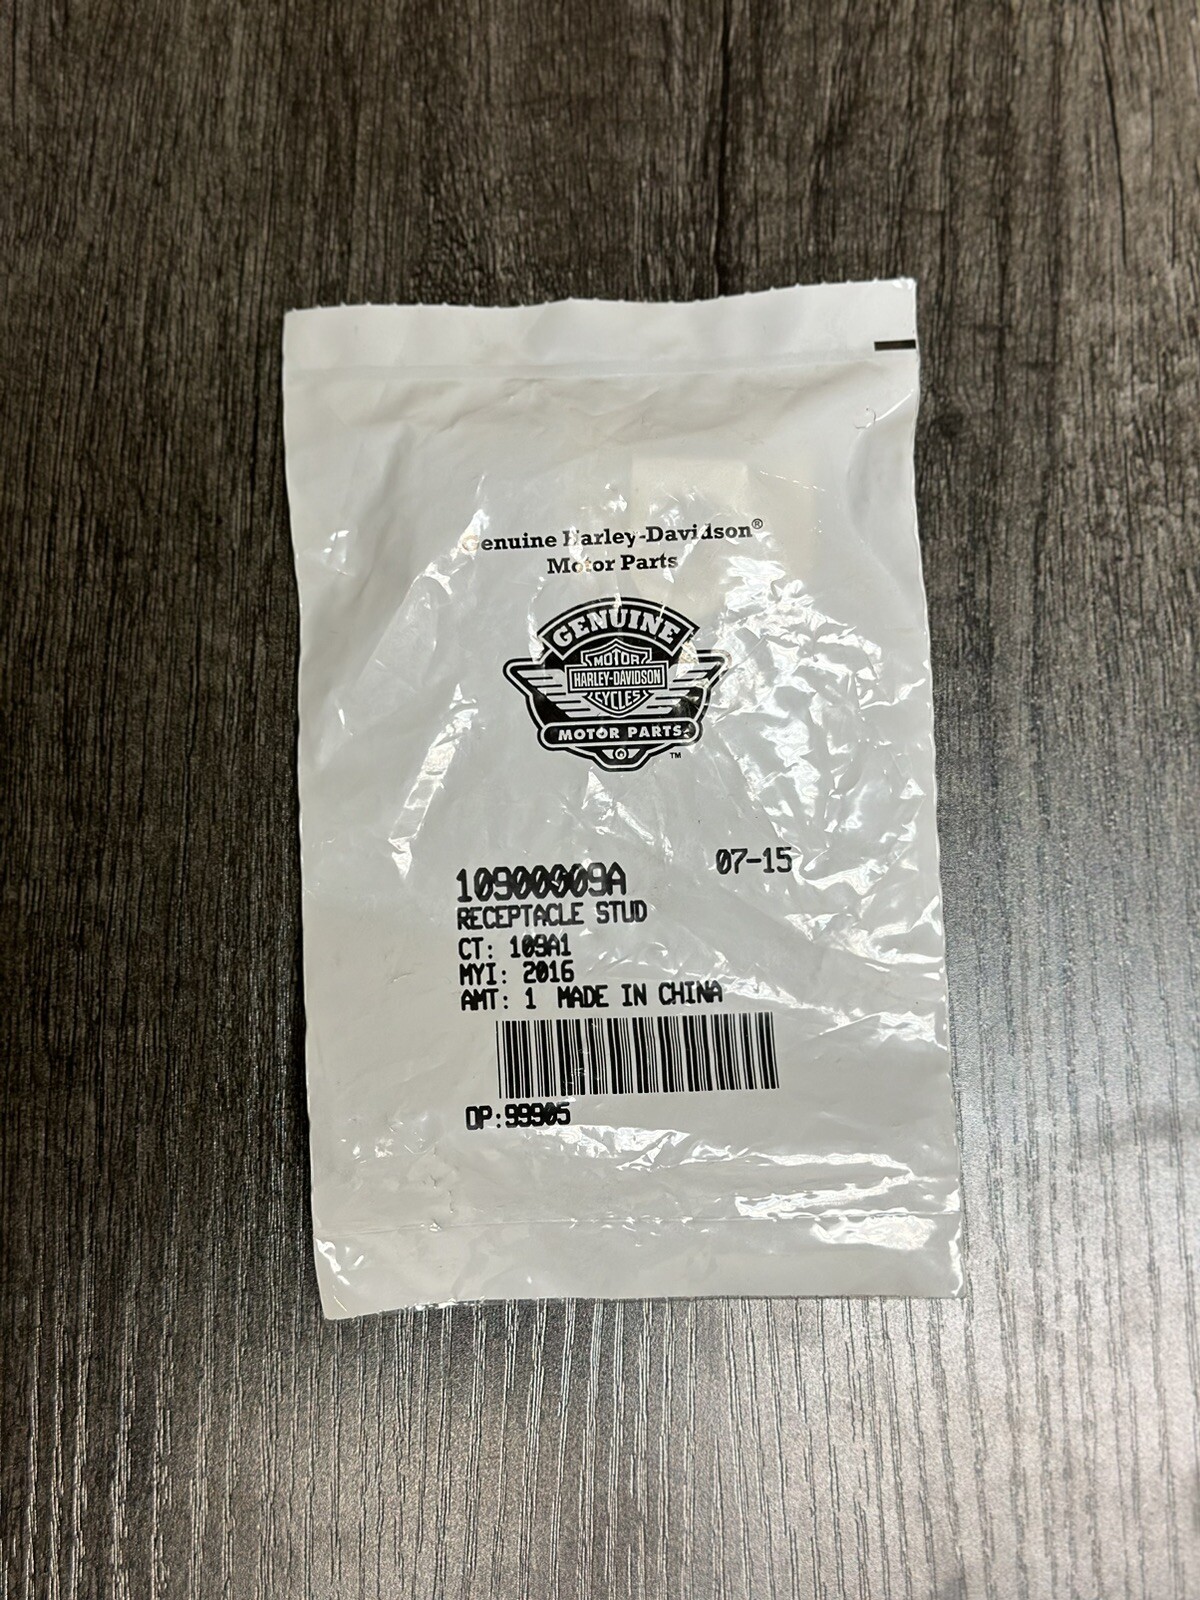 Genuine Harley-Davidson®
Motor Parts
GENUINE
MOTOR
HARLEY-DAVIDSON
CYCLES
MOTOR PARTS
TM
07-15
10900009A
RECEPTACLE STUD
CT: 109A1
MYI: 2016
AMT: 1 MADE IN CHINA
OP:99905